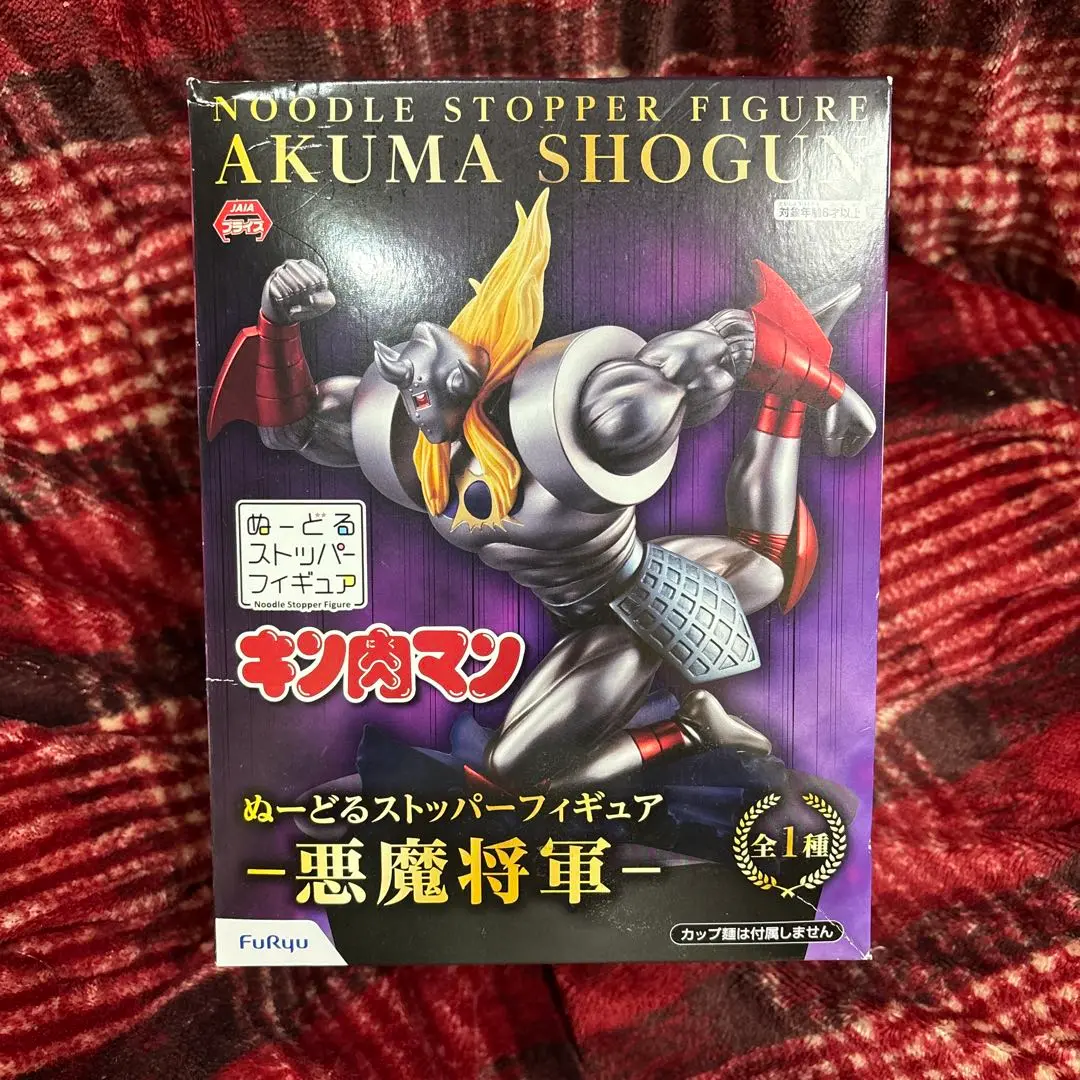 NOODLE STOPPER FIGURE
AKUMA SHOGUN
JAIA
プライズ
対象年齢6才以上
ぬーどる
ストッパー
フィギュア
Noodle Stopper Figure
キン肉マン
ぬーどるストッパーフィギュア
全1種
-悪魔将軍-
FuRyu
カップ麺は付属しません